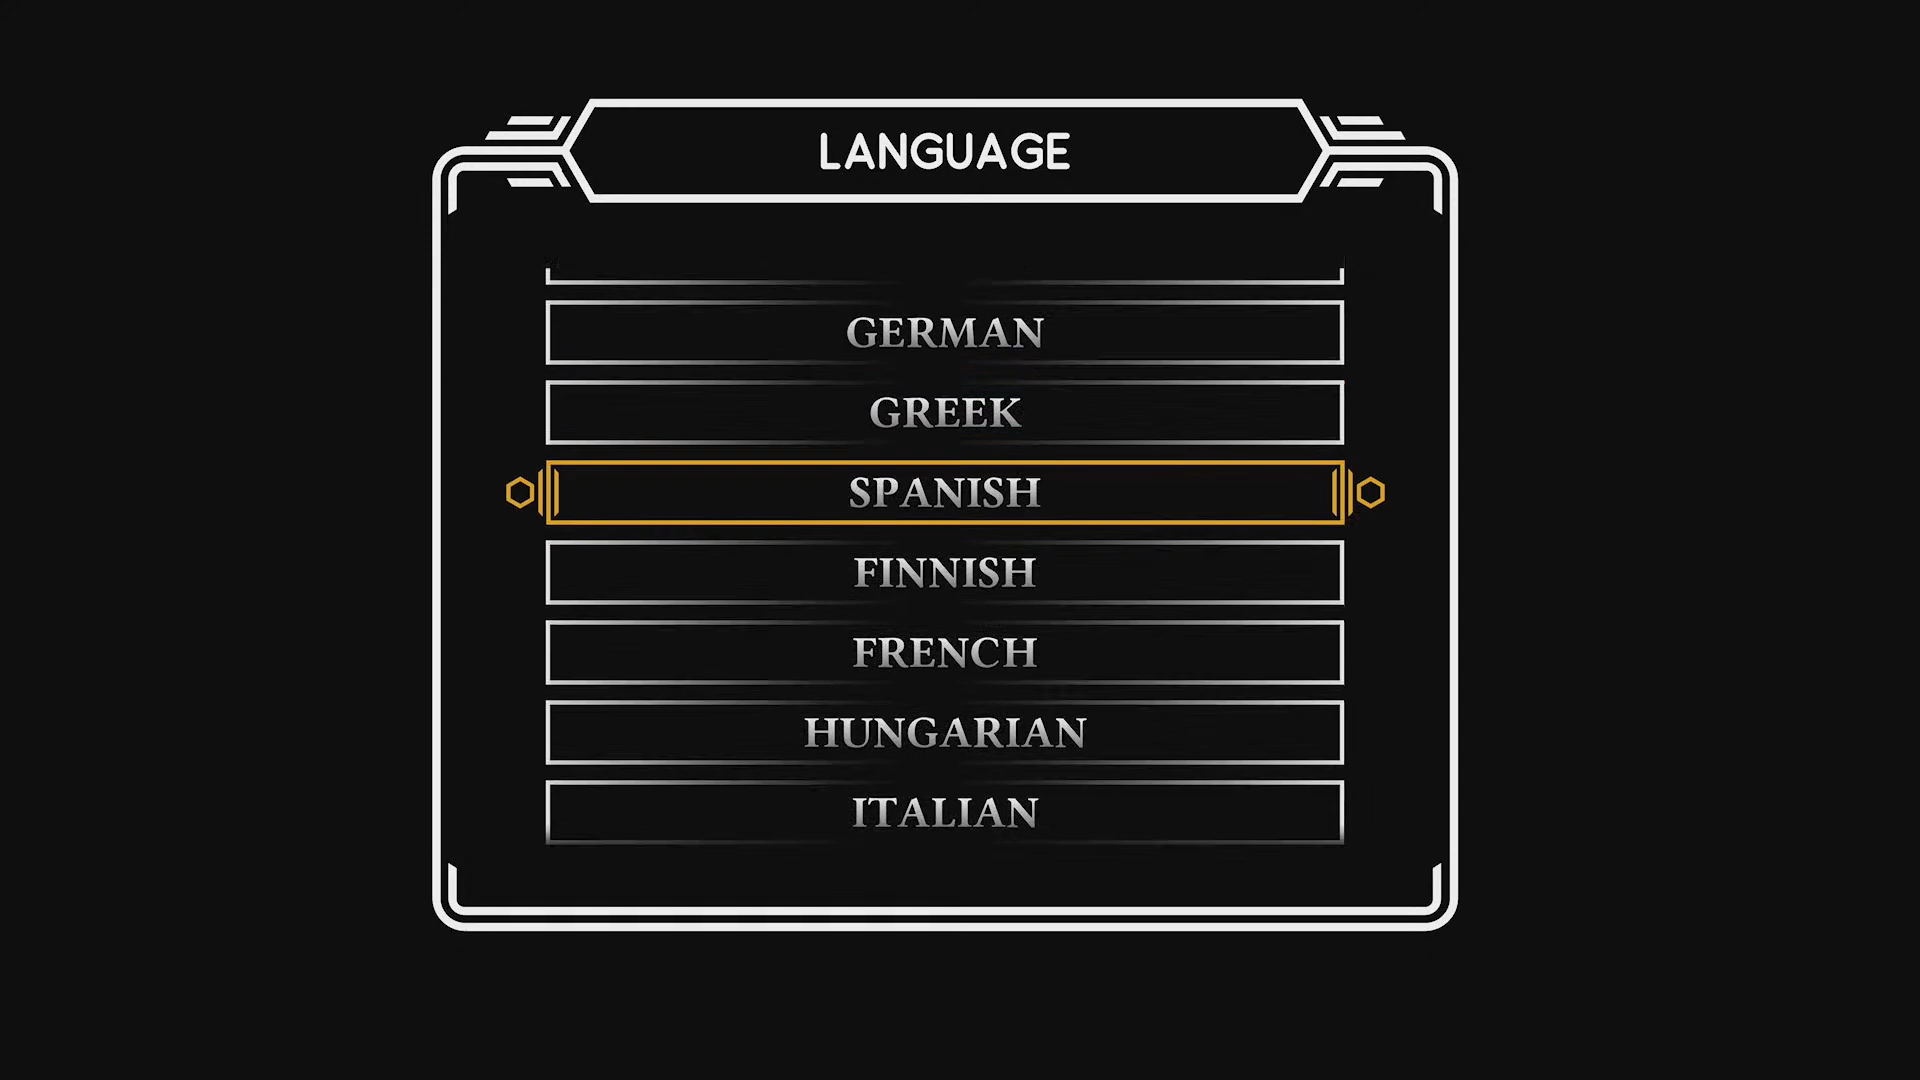 LANGUAGE
GERMAN
GREEK
SPANISH
FINNISH
FRENCH
HUNGARIAN
ITALIAN